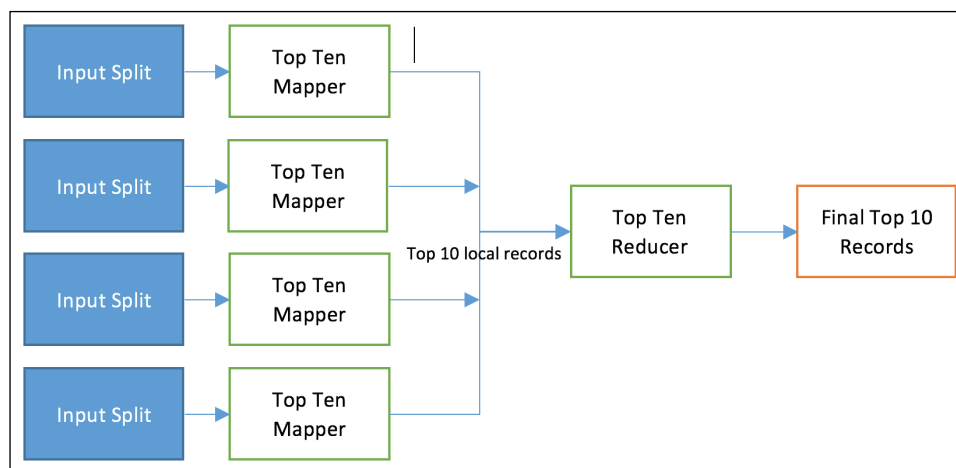 Input Split
Top Ten
Mapper
Input Split
Top Ten
Mapper
Top Ten
Reducer
Final Top 10
Records
Top 10 local records
Input Split
Top Ten
Mapper
Input Split
Top Ten
Mapper